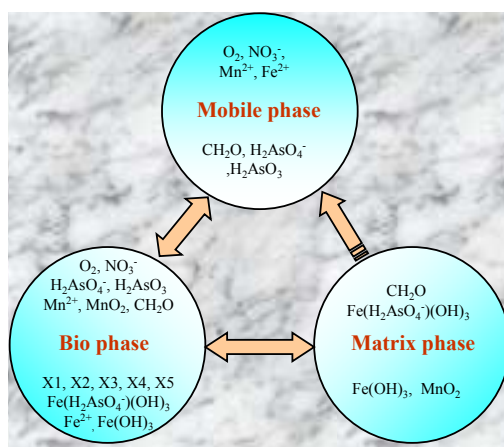 O₂, NO₃⁻,
Mn²⁺, Fe²⁺
Mobile phase
CH₂O, H₂AsO₄⁻
,H₂AsO₃
O₂, NO₃⁻
H₂AsO₄⁻, H₂AsO₃
Mn²⁺, MnO₂, CH₂O
Bio phase
X1, X2, X3, X4, X5
Fe(H₂AsO₄⁻)(OH)₃
Fe²⁺, Fe(OH)₃
CH₂O
Fe(H₂AsO₄⁻)(OH)₃
Matrix phase
Fe(OH)₃, MnO₂